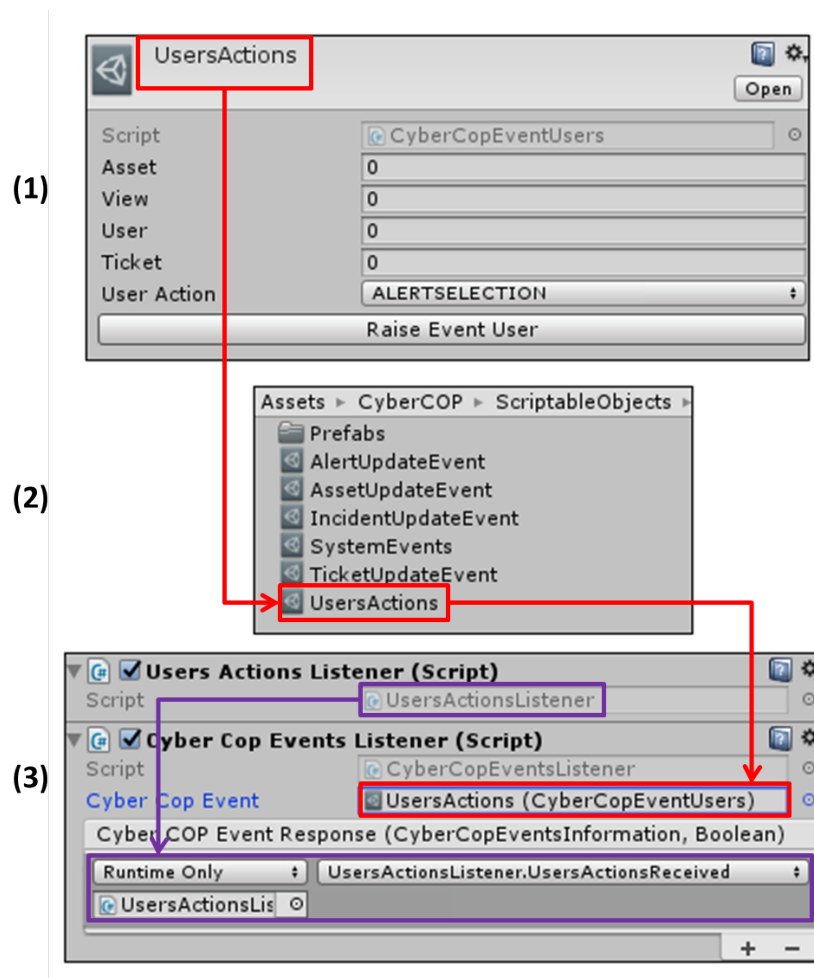 UsersActions
Open
Script CyberCopEventUsers
Asset 0
(1)
View 0
User 0
Ticket 0
User Action ALERTSELECTION
Raise Event User
Assets ► CyberCOP ► ScriptableObjects ►
Prefabs
AlertUpdateEvent
AssetUpdateEvent
(2)
IncidentUpdateEvent
SystemEvents
TicketUpdateEvent
UsersActions
Users Actions Listener (Script)
Script UsersActionsListener
Cyber Cop Events Listener (Script)
(3)
Script CyberCopEventsListener
Cyber Cop Event UsersActions (CyberCopEventUsers)
Cyber COP Event Response (CyberCopEventsInformation, Boolean)
Runtime Only UsersActionsListener.UsersActionsReceived
UsersActionsLis
+ −